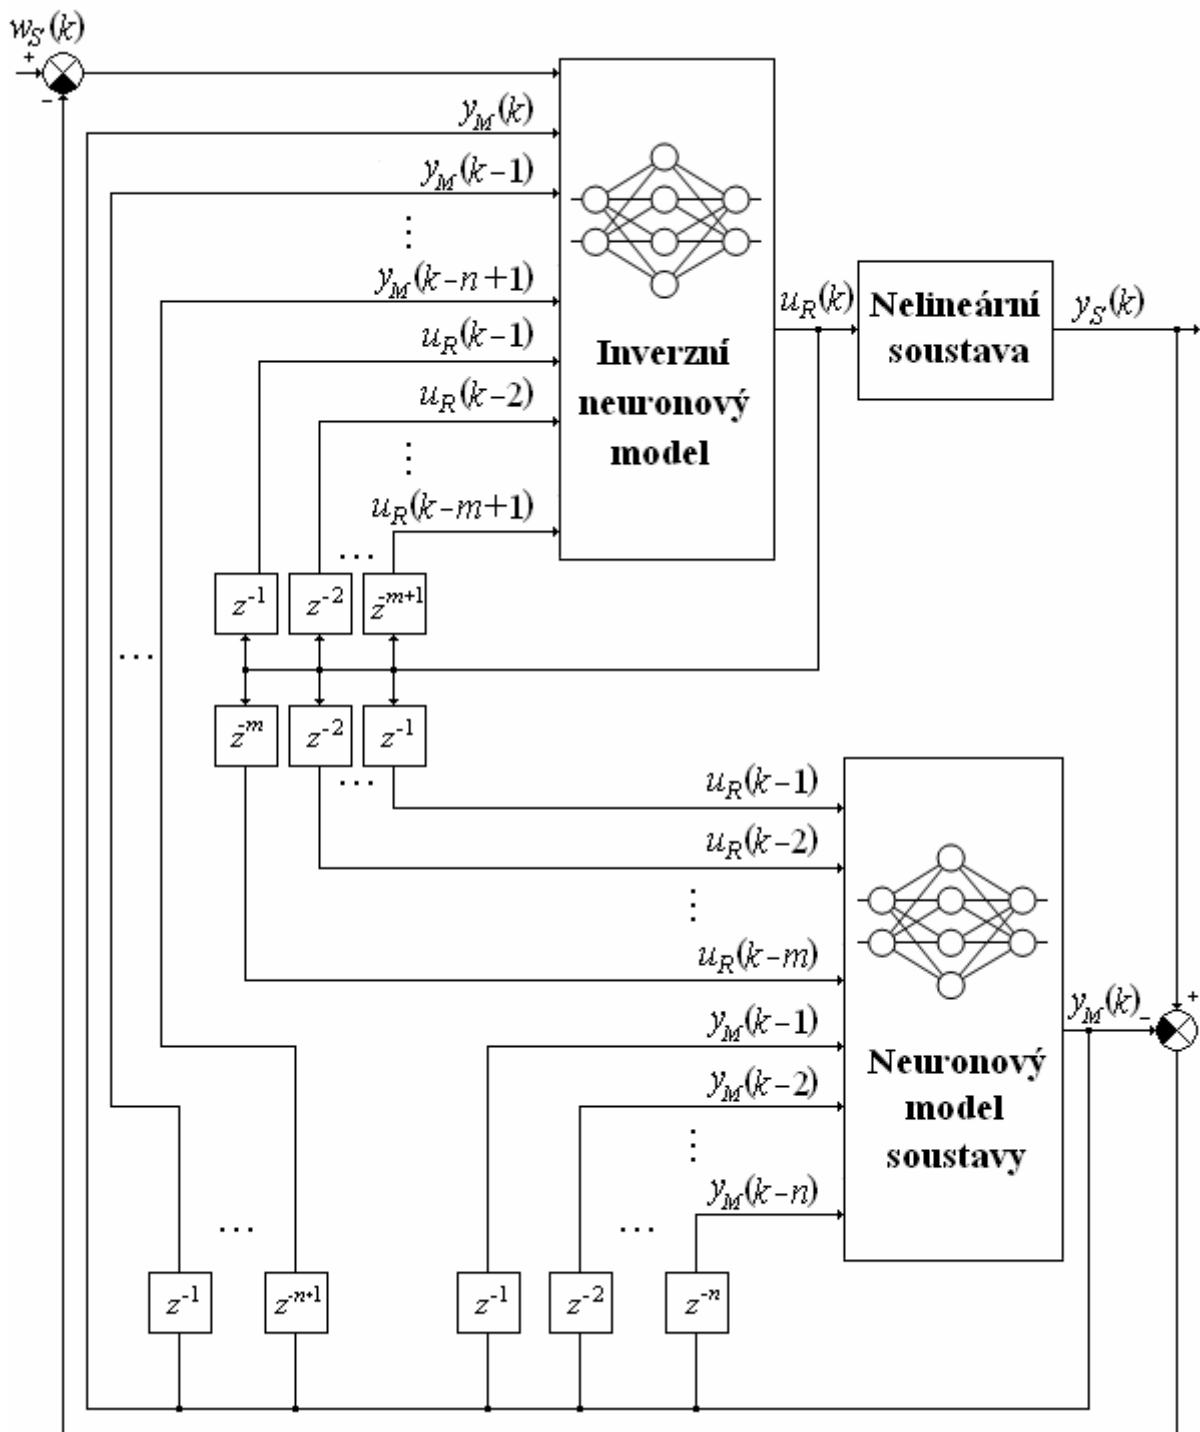 w_S(k)
+
−
y_M(k)
y_M(k−1)
⋮
y_M(k−n+1)
u_R(k−1)
u_R(k−2)
⋮
u_R(k−m+1)
Inverzní
neuronový
model
u_R(k)
Nelineární
soustava
y_S(k)
...
z^{-1}
z^{-2}
z^{-m+1}
...
z^{-m}
z^{-2}
z^{-1}
...
u_R(k−1)
u_R(k−2)
⋮
u_R(k−m)
y_M(k−1)
y_M(k−2)
⋮
y_M(k−n)
Neuronový
model
soustavy
y_M(k)
−
+
...
...
z^{-1}
z^{-n+1}
z^{-1}
z^{-2}
z^{-n}